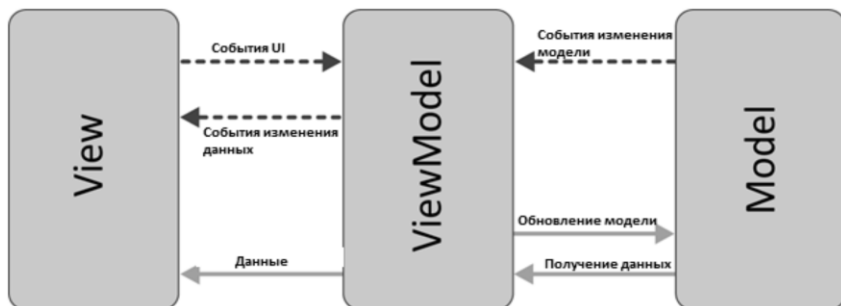 View
События UI
События изменения
данных
Данные
ViewModel
События изменения
модели
Обновление модели
Получение данных
Model